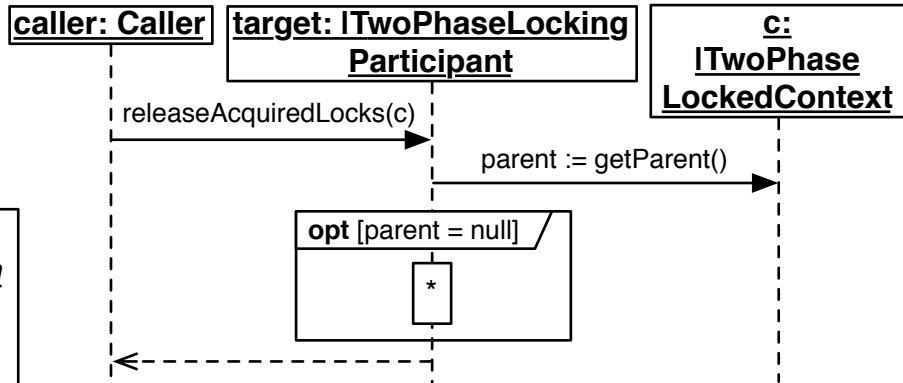 caller: Caller
target: ITwoPhaseLocking
Participant
c:
ITwoPhase
LockedContext
releaseAcquiredLocks(c)
parent := getParent()
opt [parent = null]
*